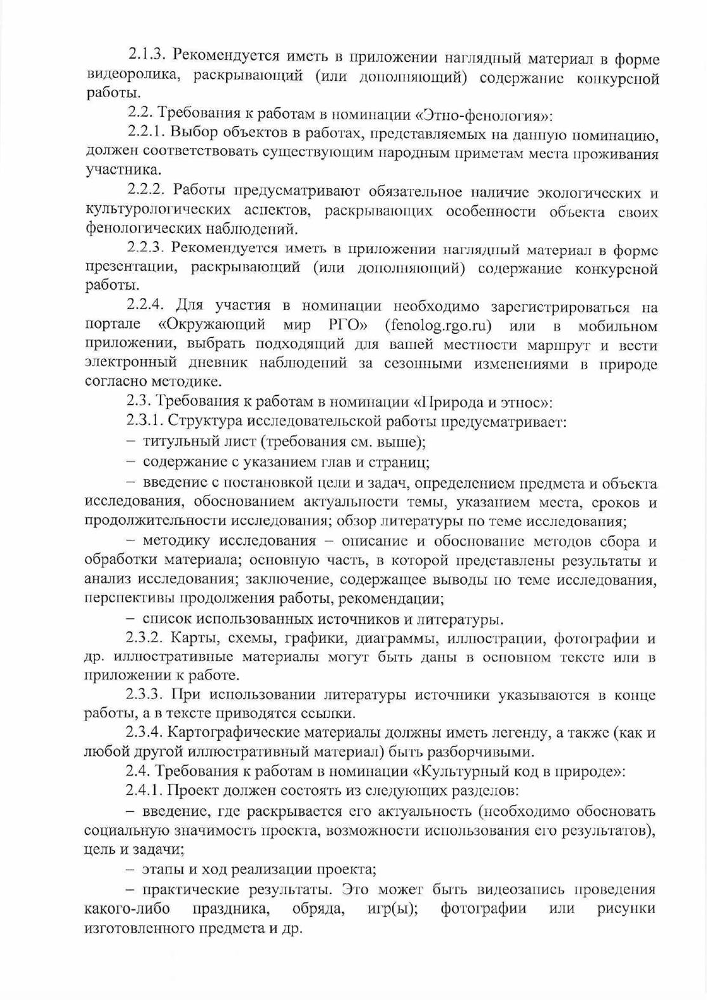 2.1.3. Рекомендуется иметь в приложении наглядный материал в форме
видеоролика, раскрывающий (или дополняющий) содержание конкурсной
работы.
2.2. Требования к работам в номинации «Этно-фенология»:
2.2.1. Выбор объектов в работах, представляемых на данную номинацию,
должен соответствовать существующим народным приметам места проживания
участника.
2.2.2. Работы предусматривают обязательное наличие экологических и
культурологических аспектов, раскрывающих особенности объекта своих
фенологических наблюдений.
2.2.3. Рекомендуется иметь в приложении наглядный материал в форме
презентации, раскрывающий (или дополняющий) содержание конкурсной
работы.
2.2.4. Для участия в номинации необходимо зарегистрироваться на
портале «Окружающий мир РГО» (fenolog.rgo.ru) или в мобильном
приложении, выбрать подходящий для вашей местности маршрут и вести
электронный дневник наблюдений за сезонными изменениями в природе
согласно методике.
2.3. Требования к работам в номинации «Природа и этнос»:
2.3.1. Структура исследовательской работы предусматривает:
– титульный лист (требования см. выше);
– содержание с указанием глав и страниц;
– введение с постановкой цели и задач, определением предмета и объекта
исследования, обоснованием актуальности темы, указанием места, сроков и
продолжительности исследования; обзор литературы по теме исследования;
– методику исследования – описание и обоснование методов сбора и
обработки материала; основную часть, в которой представлены результаты и
анализ исследования; заключение, содержащее выводы по теме исследования,
перспективы продолжения работы, рекомендации;
– список использованных источников и литературы.
2.3.2. Карты, схемы, графики, диаграммы, иллюстрации, фотографии и
др. иллюстративные материалы могут быть даны в основном тексте или в
приложении к работе.
2.3.3. При использовании литературы источники указываются в конце
работы, а в тексте приводятся ссылки.
2.3.4. Картографические материалы должны иметь легенду, а также (как и
любой другой иллюстративный материал) быть разборчивыми.
2.4. Требования к работам в номинации «Культурный код в природе»:
2.4.1. Проект должен состоять из следующих разделов:
– введение, где раскрывается его актуальность (необходимо обосновать
социальную значимость проекта, возможности использования его результатов),
цель и задачи;
– этапы и ход реализации проекта;
– практические результаты. Это может быть видеозапись проведения
какого-либо праздника, обряда, игр(ы); фотографии или рисунки
изготовленного предмета и др.